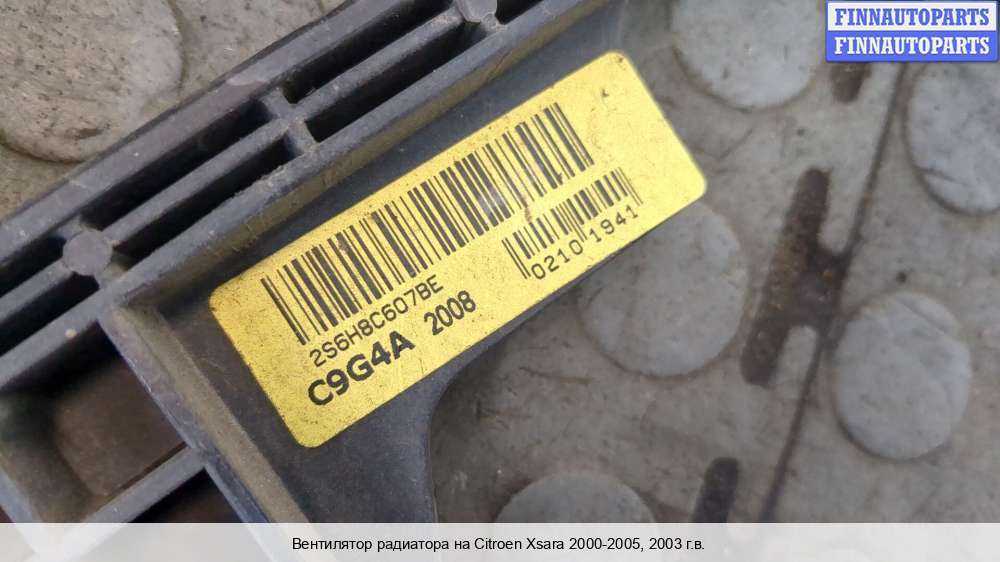 FINNAUTOPARTS
FINNAUTOPARTS
2S6H8C607BE
0210 1941
C9G4A 2008
Вентилятор радиатора на Citroen Xsara 2000-2005, 2003 г.в.